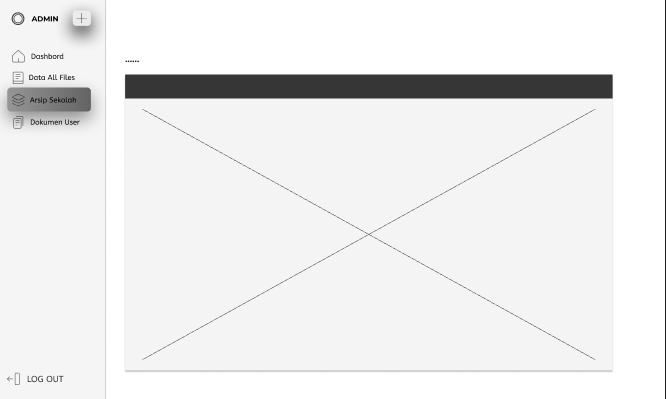 ADMIN
Dashbord
Data All Files
Arsip Sekolah
Dokumen User
LOG OUT
......